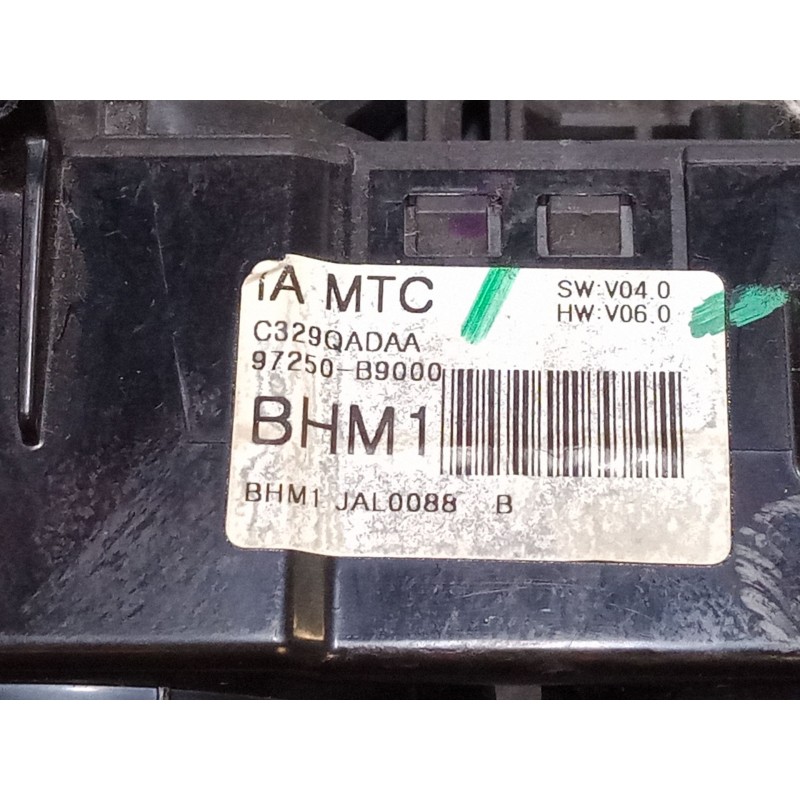 IA MTC
SW:V04.0
HW:V06.0
C329QADAA
97250-B9000
BHM1
BHM1 JAL0088 B